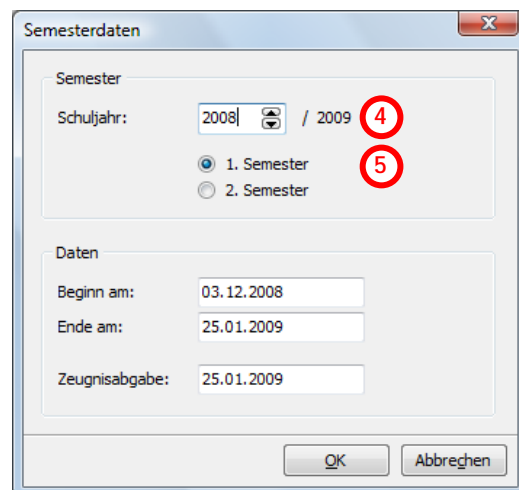 Semesterdaten
Semester
Schuljahr: 2008 / 2009 4
1. Semester 5
2. Semester
Daten
Beginn am: 03.12.2008
Ende am: 25.01.2009
Zeugnisabgabe: 25.01.2009
OK Abbrechen